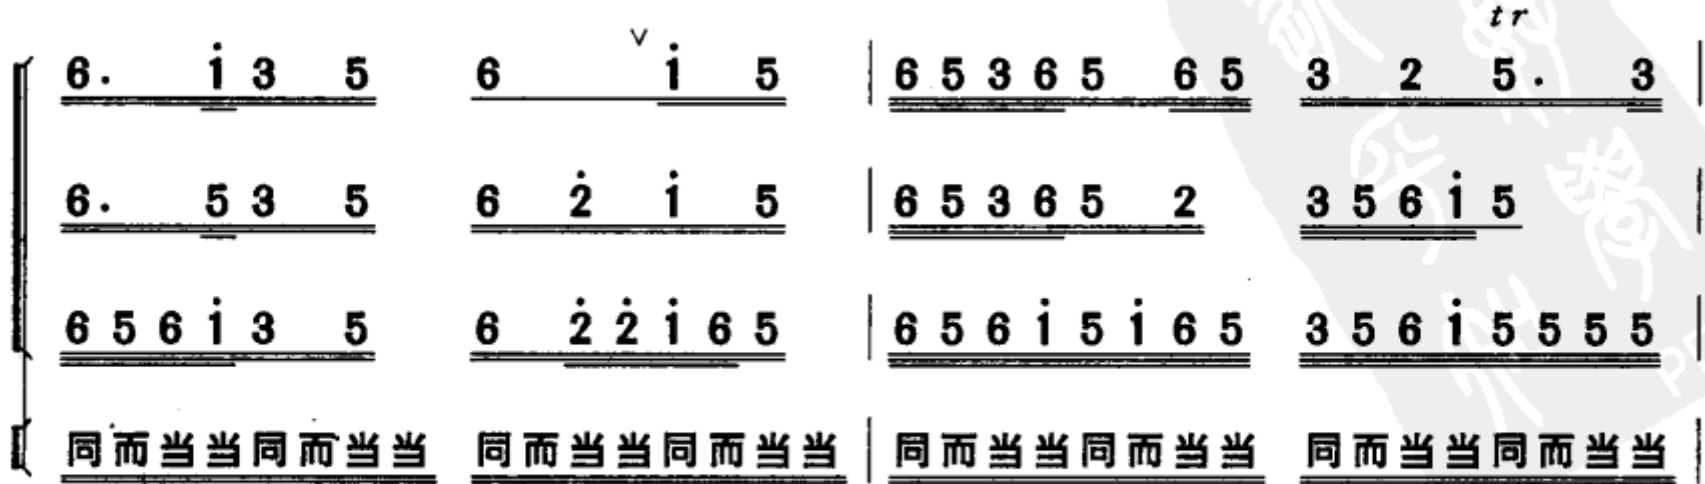 tr
6. i̇ 3 5 6 ∨ i̇ 5 | 6 5 3 6 5 6 5 3 2 5. 3 |
6. 5 3 5 6 2̇ i̇ 5 | 6 5 3 6 5 2 3 5 6 i̇ 5 |
6 5 6 i̇ 3 5 6 2̇ 2̇ i̇ 6 5 | 6 5 6 i̇ 5 i̇ 6 5 3 5 6 i̇ 5 5 5 5 |
同而当当同而当当 同而当当同而当当 | 同而当当同而当当 同而当当同而当当 |